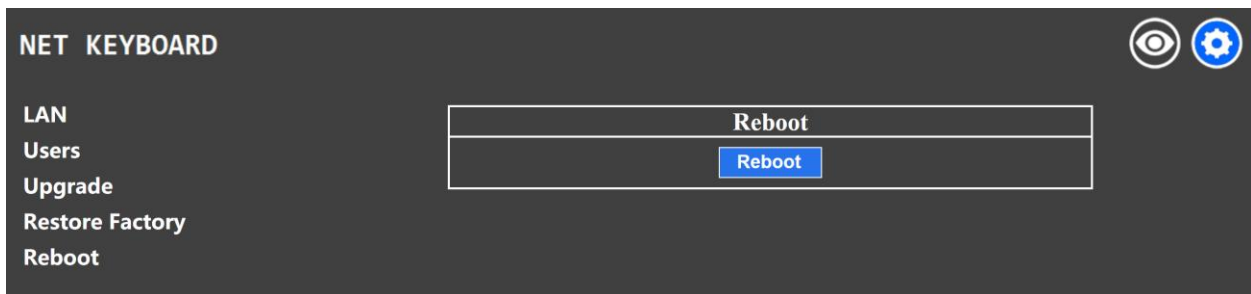 NET KEYBOARD
LAN
Users
Upgrade
Restore Factory
Reboot
Reboot
Reboot